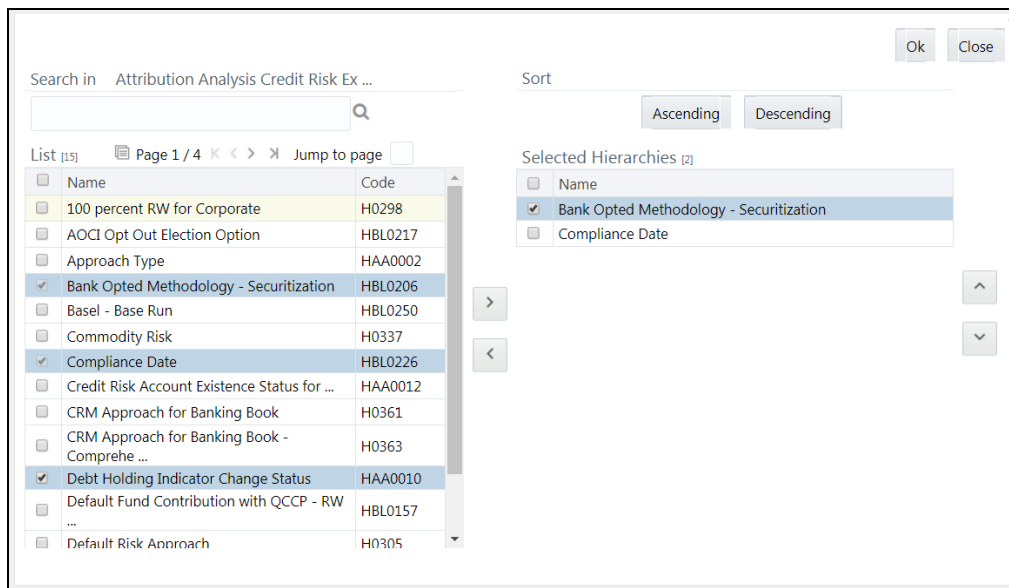 Ok Close
Search in Attribution Analysis Credit Risk Ex ...
Sort
Ascending Descending
List [15] Page 1 / 4 Jump to page
Selected Hierarchies [2]
Name Code
Name
100 percent RW for Corporate H0298
Bank Opted Methodology - Securitization
AOCI Opt Out Election Option HBL0217
Compliance Date
Approach Type HAA0002
Bank Opted Methodology - Securitization HBL0206
Basel - Base Run HBL0250
Commodity Risk H0337
Compliance Date HBL0226
Credit Risk Account Existence Status for ... HAA0012
CRM Approach for Banking Book H0361
CRM Approach for Banking Book -
Comprehe ... H0363
Debt Holding Indicator Change Status HAA0010
Default Fund Contribution with QCCP - RW
... HBL0157
Default Risk Approach H0305